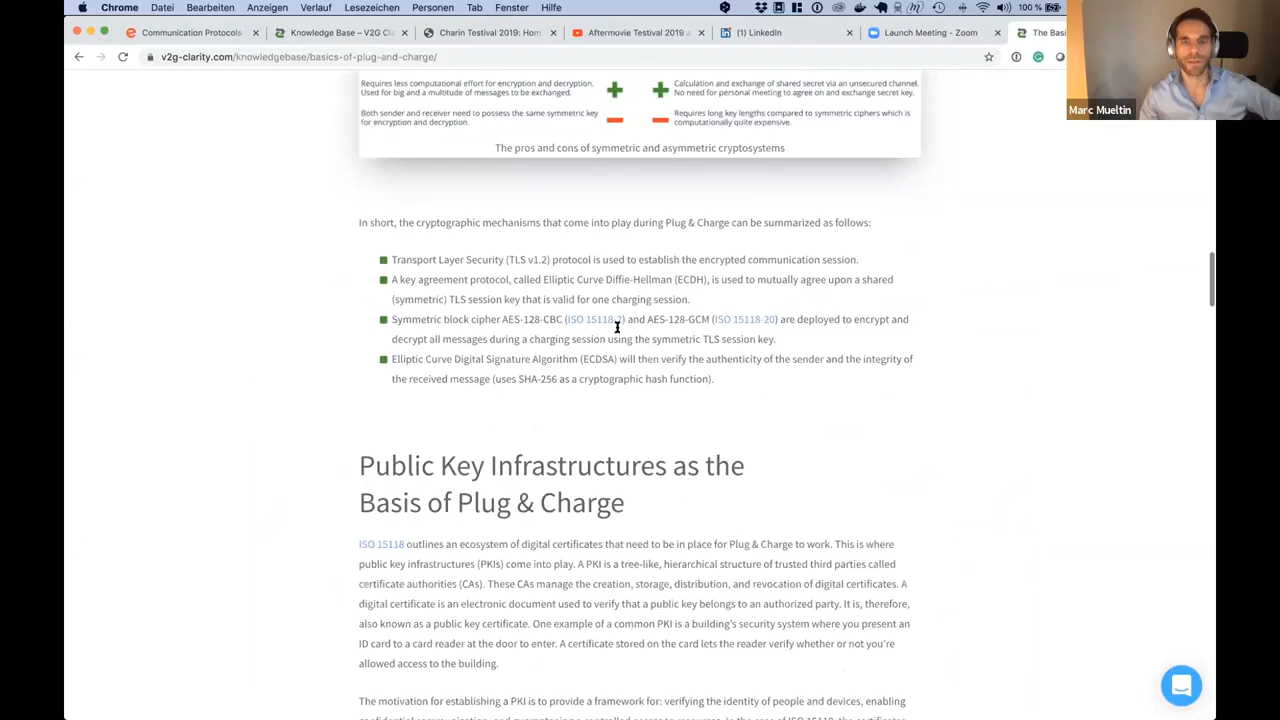 Chrome Datei Bearbeiten Anzeigen Verlauf Lesezeichen Personen Tab Fenster Hilfe 100 %
Communication Protocols Knowledge Base – V2G Cl Charin Testival 2019: Hom Aftermovie Testival 2019 a (1) LinkedIn Launch Meeting - Zoom The Basi
v2g-clarity.com/knowledgebase/basics-of-plug-and-charge/
Marc Mueltin
Requires less computational effort for encryption and decryption.
Used for big and a multitude of messages to be exchanged.
Calculation and exchange of shared secret via an unsecured channel.
No need for personal meeting to agree on and exchange secret key.
Both sender and receiver need to possess the same symmetric key
for encryption and decryption.
Requires long key lengths compared to symmetric ciphers which is
computationally quite expensive.
The pros and cons of symmetric and asymmetric cryptosystems
In short, the cryptographic mechanisms that come into play during Plug & Charge can be summarized as follows:
Transport Layer Security (TLS v1.2) protocol is used to establish the encrypted communication session.
A key agreement protocol, called Elliptic Curve Diffie-Hellman (ECDH), is used to mutually agree upon a shared
(symmetric) TLS session key that is valid for one charging session.
Symmetric block cipher AES-128-CBC (ISO 15118-2) and AES-128-GCM (ISO 15118-20) are deployed to encrypt and
decrypt all messages during a charging session using the symmetric TLS session key.
Elliptic Curve Digital Signature Algorithm (ECDSA) will then verify the authenticity of the sender and the integrity of
the received message (uses SHA-256 as a cryptographic hash function).
Public Key Infrastructures as the
Basis of Plug & Charge
ISO 15118 outlines an ecosystem of digital certificates that need to be in place for Plug & Charge to work. This is where
public key infrastructures (PKIs) come into play. A PKI is a tree-like, hierarchical structure of trusted third parties called
certificate authorities (CAs). These CAs manage the creation, storage, distribution, and revocation of digital certificates. A
digital certificate is an electronic document used to verify that a public key belongs to an authorized party. It is, therefore,
also known as a public key certificate. One example of a common PKI is a building's security system where you present an
ID card to a card reader at the door to enter. A certificate stored on the card lets the reader verify whether or not you're
allowed access to the building.
The motivation for establishing a PKI is to provide a framework for: verifying the identity of people and devices, enabling